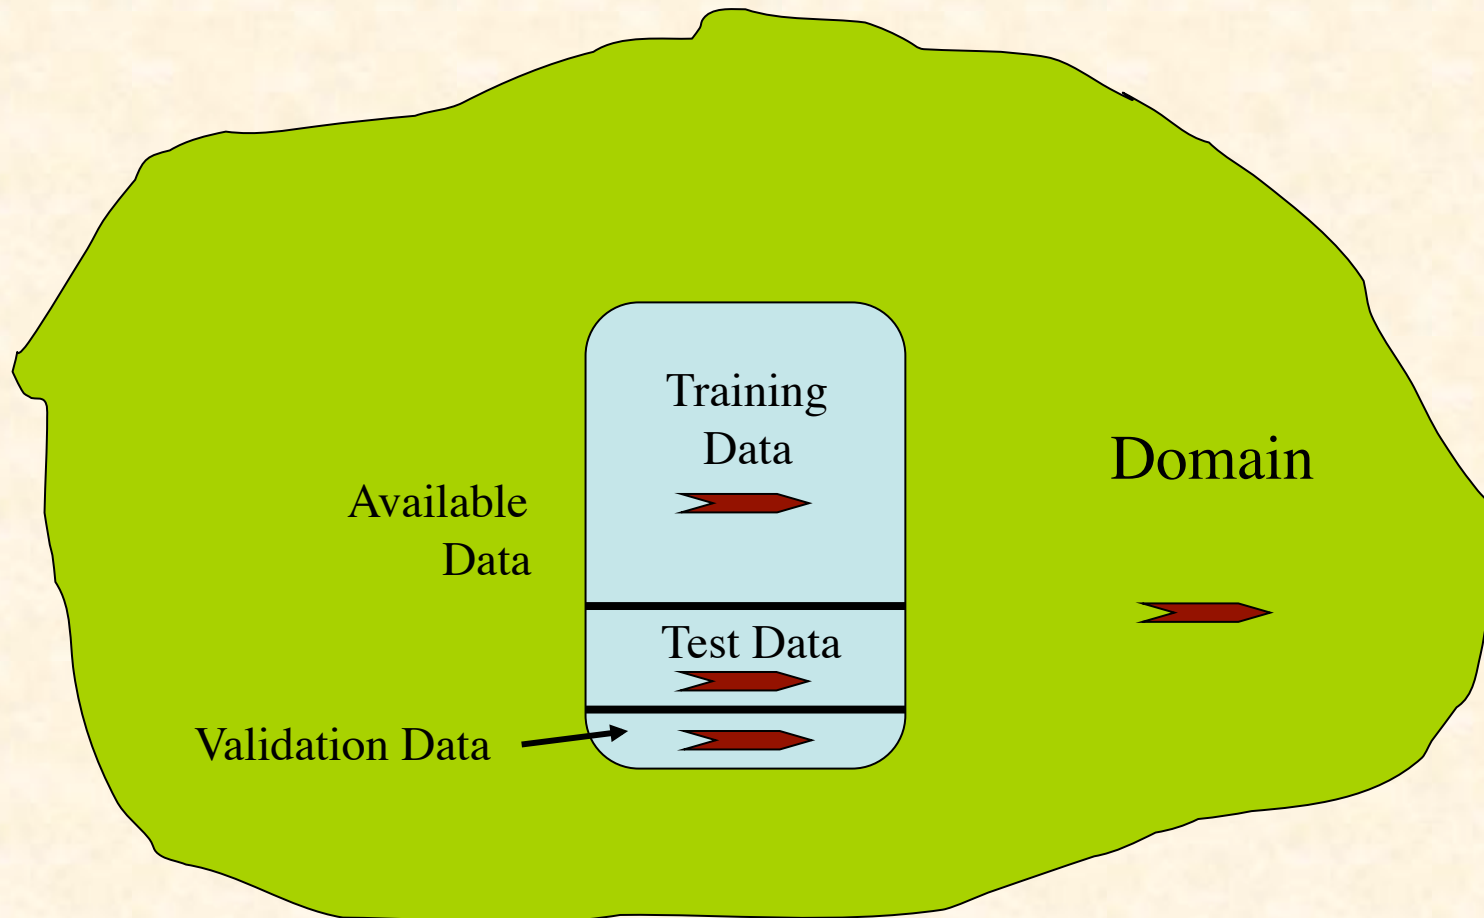 Training
Data
Domain
Available
Data
Test Data
Validation Data